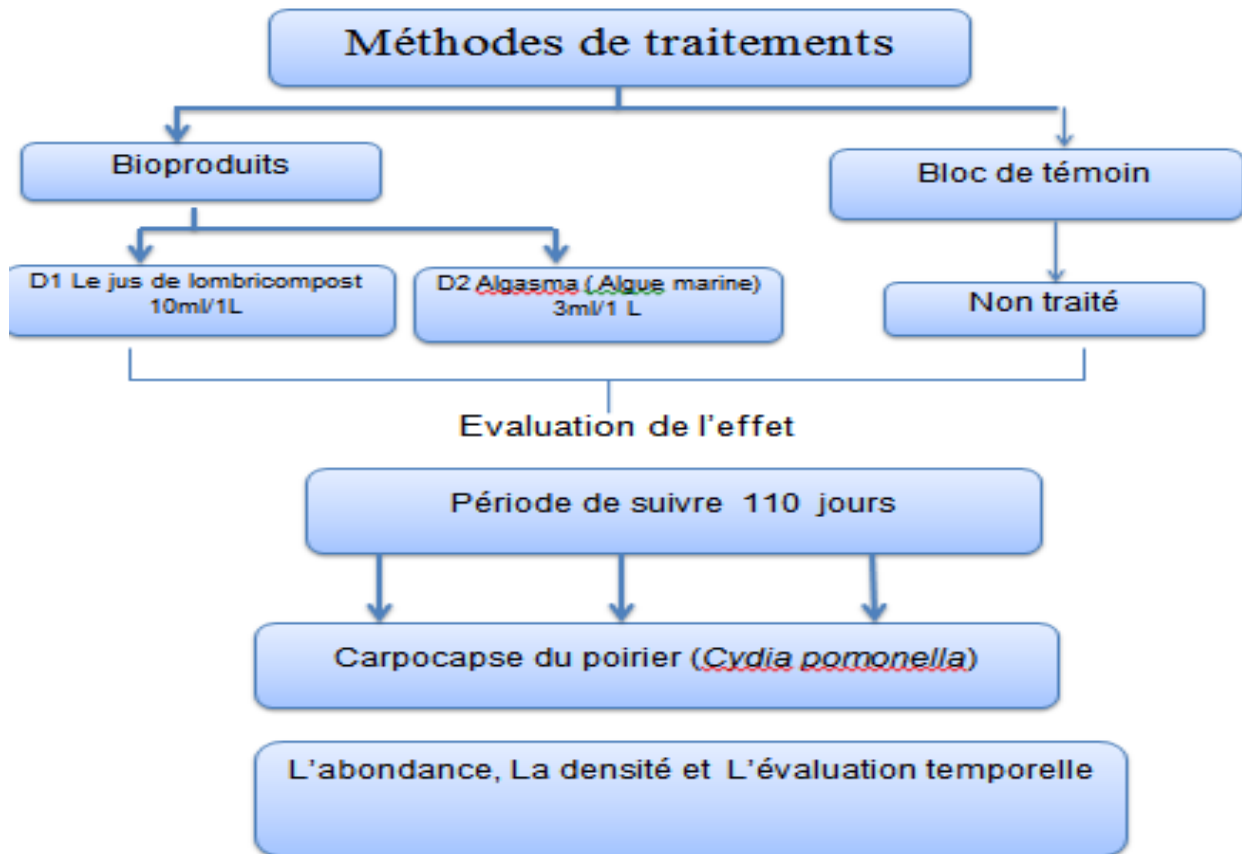 Méthodes de traitements
Bioproduits
Bloc de témoin
D1 Le jus de lombricompost
10ml/1L
D2 Algasma ( Algue marine)
3ml/1 L
Non traité
Evaluation de l'effet
Période de suivre 110 jours
Carpocapse du poirier (Cydia pomonella)
L'abondance, La densité et L'évaluation temporelle